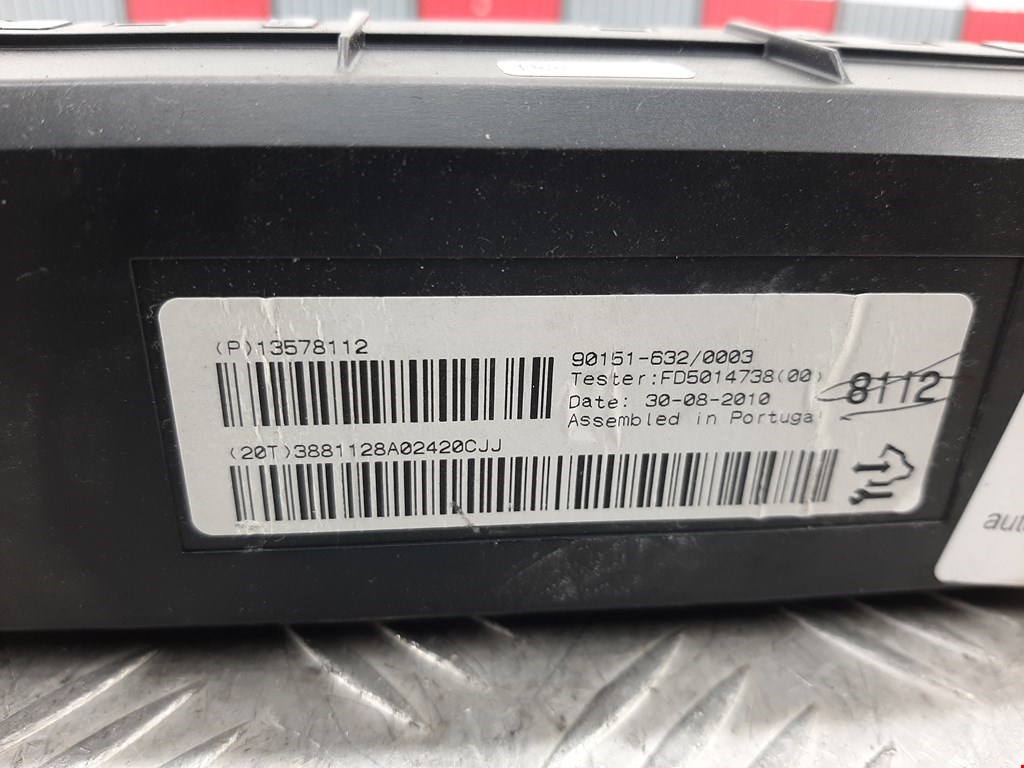 (P)13578112
90151-632/0003
Tester:FD5014738(00)
Date: 30-08-2010
Assembled in Portugal
8112
(20T)3881128A02420CJJ